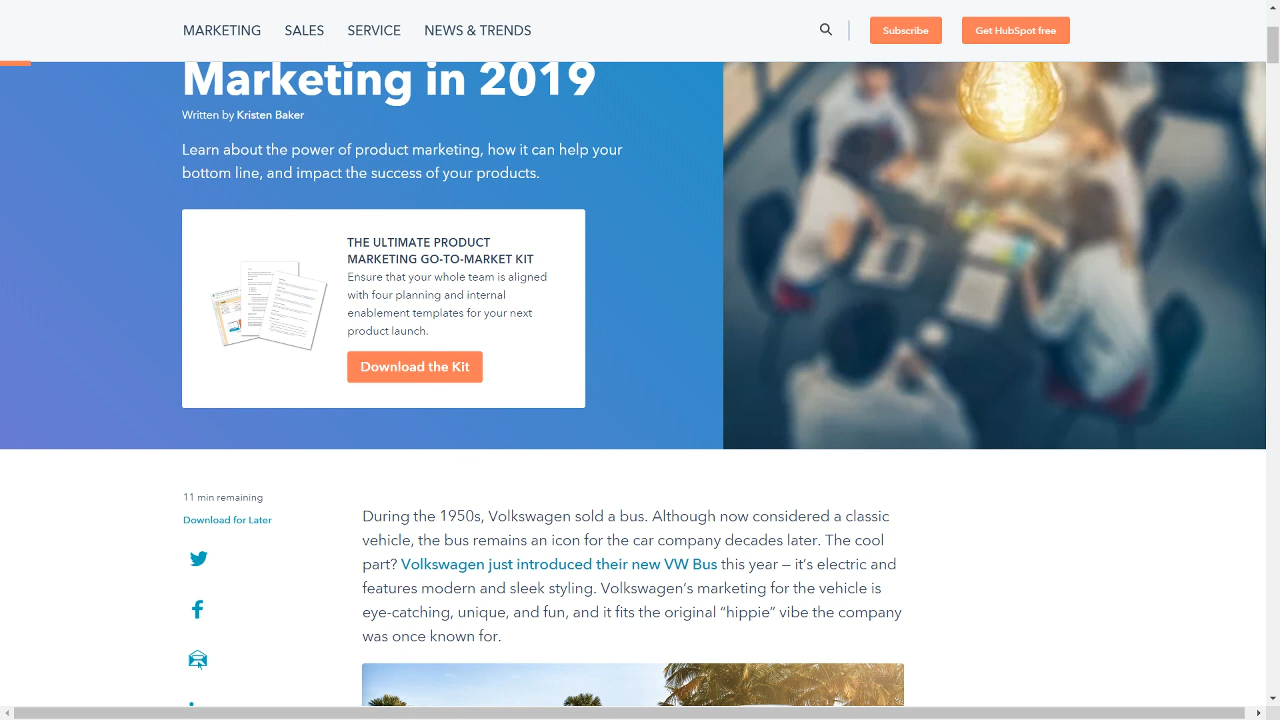 MARKETING
SALES
SERVICE
NEWS & TRENDS
Subscribe
Get HubSpot free
Marketing in 2019
Written by Kristen Baker
Learn about the power of product marketing, how it can help your
bottom line, and impact the success of your products.
THE ULTIMATE PRODUCT
MARKETING GO-TO-MARKET KIT
Ensure that your whole team is aligned
with four planning and internal
enablement templates for your next
product launch.
Download the Kit
11 min remaining
Download for Later
During the 1950s, Volkswagen sold a bus. Although now considered a classic
vehicle, the bus remains an icon for the car company decades later. The cool
part? Volkswagen just introduced their new VW Bus this year – it’s electric and
features modern and sleek styling. Volkswagen’s marketing for the vehicle is
eye-catching, unique, and fun, and it fits the original “hippie” vibe the company
was once known for.